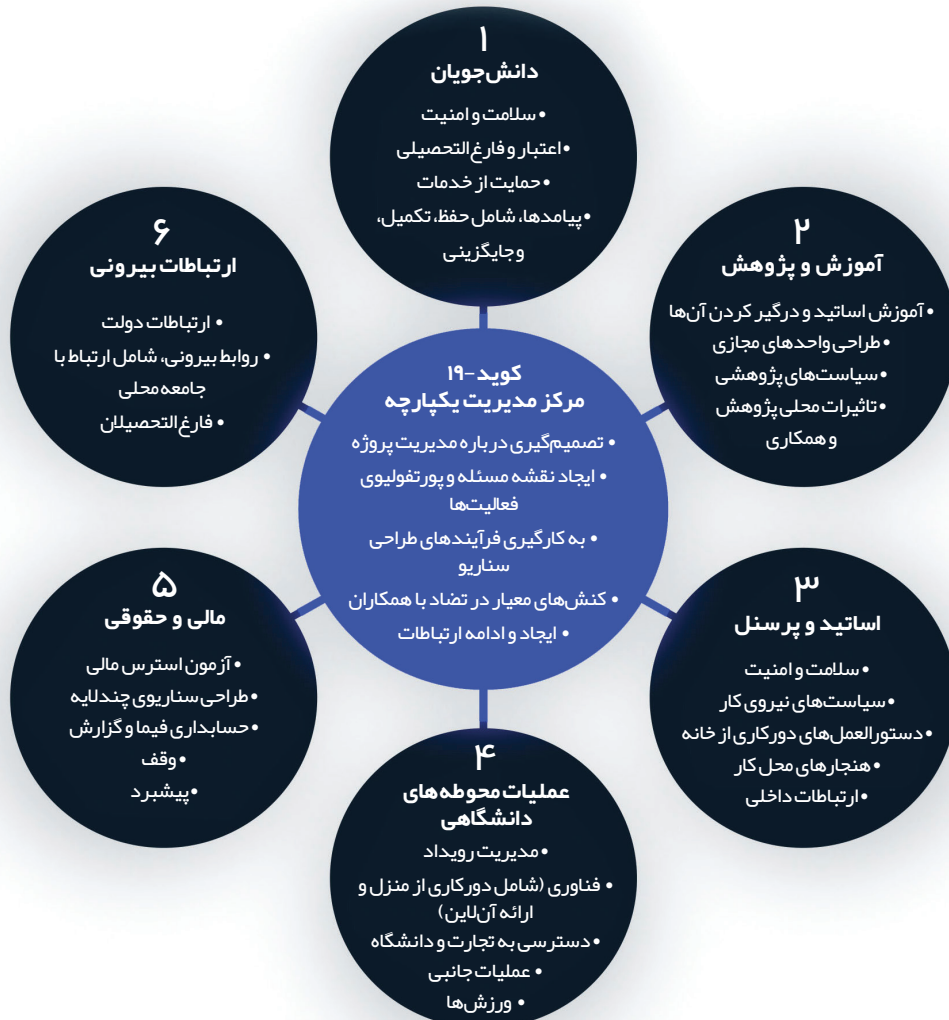 ۱
دانش‌جویان
• سلامت و امنیت
• اعتبار و فارغ‌التحصیلی
• حمایت از خدمات
• پیامدها، شامل حفظ، تکمیل،
و جایگزینی
۲
آموزش و پژوهش
• آموزش اساتید و درگیر کردن آن‌ها
• طراحی واحدهای مجازی
• سیاست‌های پژوهشی
• تاثیرات محلی پژوهش
و همکاری
۳
اساتید و پرسنل
• سلامت و امنیت
• سیاست‌های نیروی کار
• دستورالعمل‌های دورکاری از خانه
• هنجارهای محل کار
• ارتباطات داخلی
۴
عملیات محوطه‌های
دانشگاهی
• مدیریت رویداد
• فناوری (شامل دورکاری از منزل و
ارائه آنلاین)
• دسترسی به تجارت و دانشگاه
• عملیات جانبی
• ورزش‌ها
۵
مالی و حقوقی
• آزمون استرس مالی
• طراحی سناریوی چندلایه
• حسابداری فیما و گزارش
• وقف
• پیشبرد
۶
ارتباطات بیرونی
• ارتباطات دولت
• روابط بیرونی، شامل ارتباط با
جامعه محلی
• فارغ‌التحصیلان
کوید-۱۹
مرکز مدیریت یکپارچه
• تصمیم‌گیری درباره مدیریت پروژه
• ایجاد نقشه مسئله و پورتفولیوی
فعالیت‌ها
• به کارگیری فرآیندهای طراحی
سناریو
• کنش‌های معیار در تضاد با همکاران
• ایجاد و ادامه ارتباطات